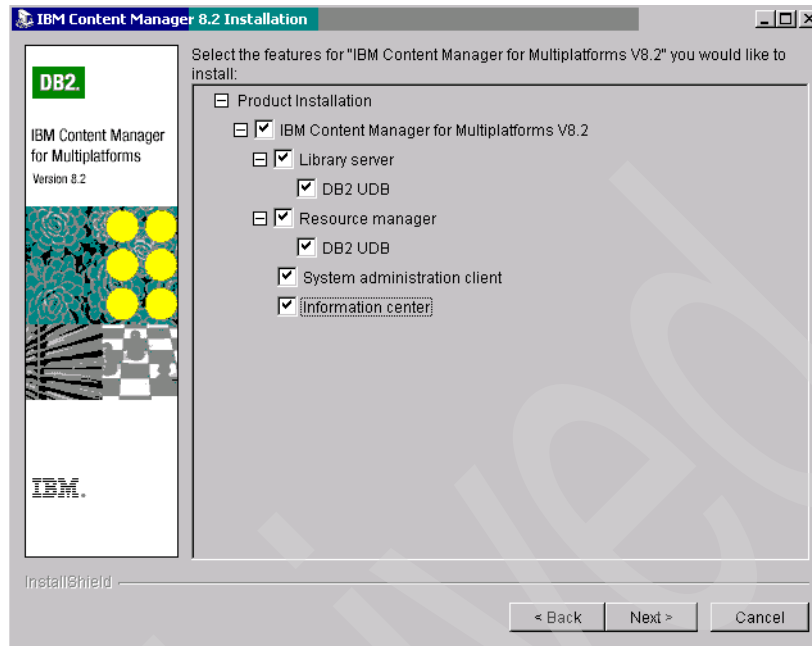 IBM Content Manager 8.2 Installation
DB2.
IBM Content Manager
for Multiplatforms
Version 8.2
IBM.
Select the features for "IBM Content Manager for Multiplatforms V8.2" you would like to
install:
Product Installation
IBM Content Manager for Multiplatforms V8.2
Library server
DB2 UDB
Resource manager
DB2 UDB
System administration client
Information center
InstallShield
< Back
Next >
Cancel